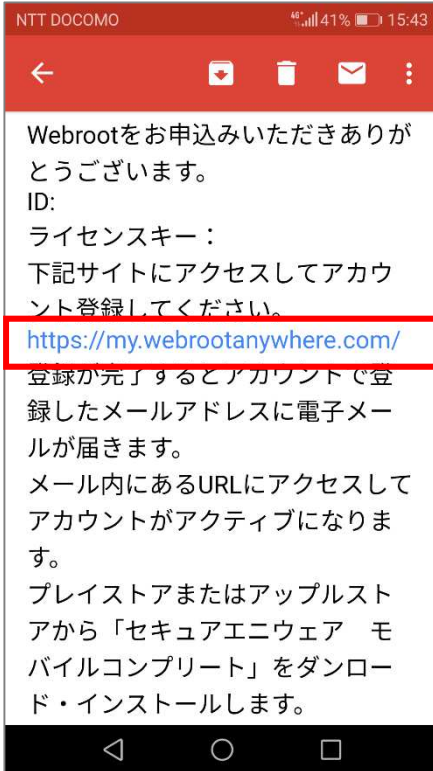 NTT DOCOMO 4G+ 41% 15:43
Webrootをお申込みいただきありが
とうございます。
ID:
ライセンスキー：
下記サイトにアクセスしてアカウ
ント登録してください。
https://my.webrootanywhere.com/
登録が完了するとアカウントで登
録したメールアドレスに電子メー
ルが届きます。
メール内にあるURLにアクセスして
アカウントがアクティブになりま
す。
プレイストアまたはアップルスト
アから「セキュアエニウェア　モ
バイルコンプリート」をダンロー
ド・インストールします。